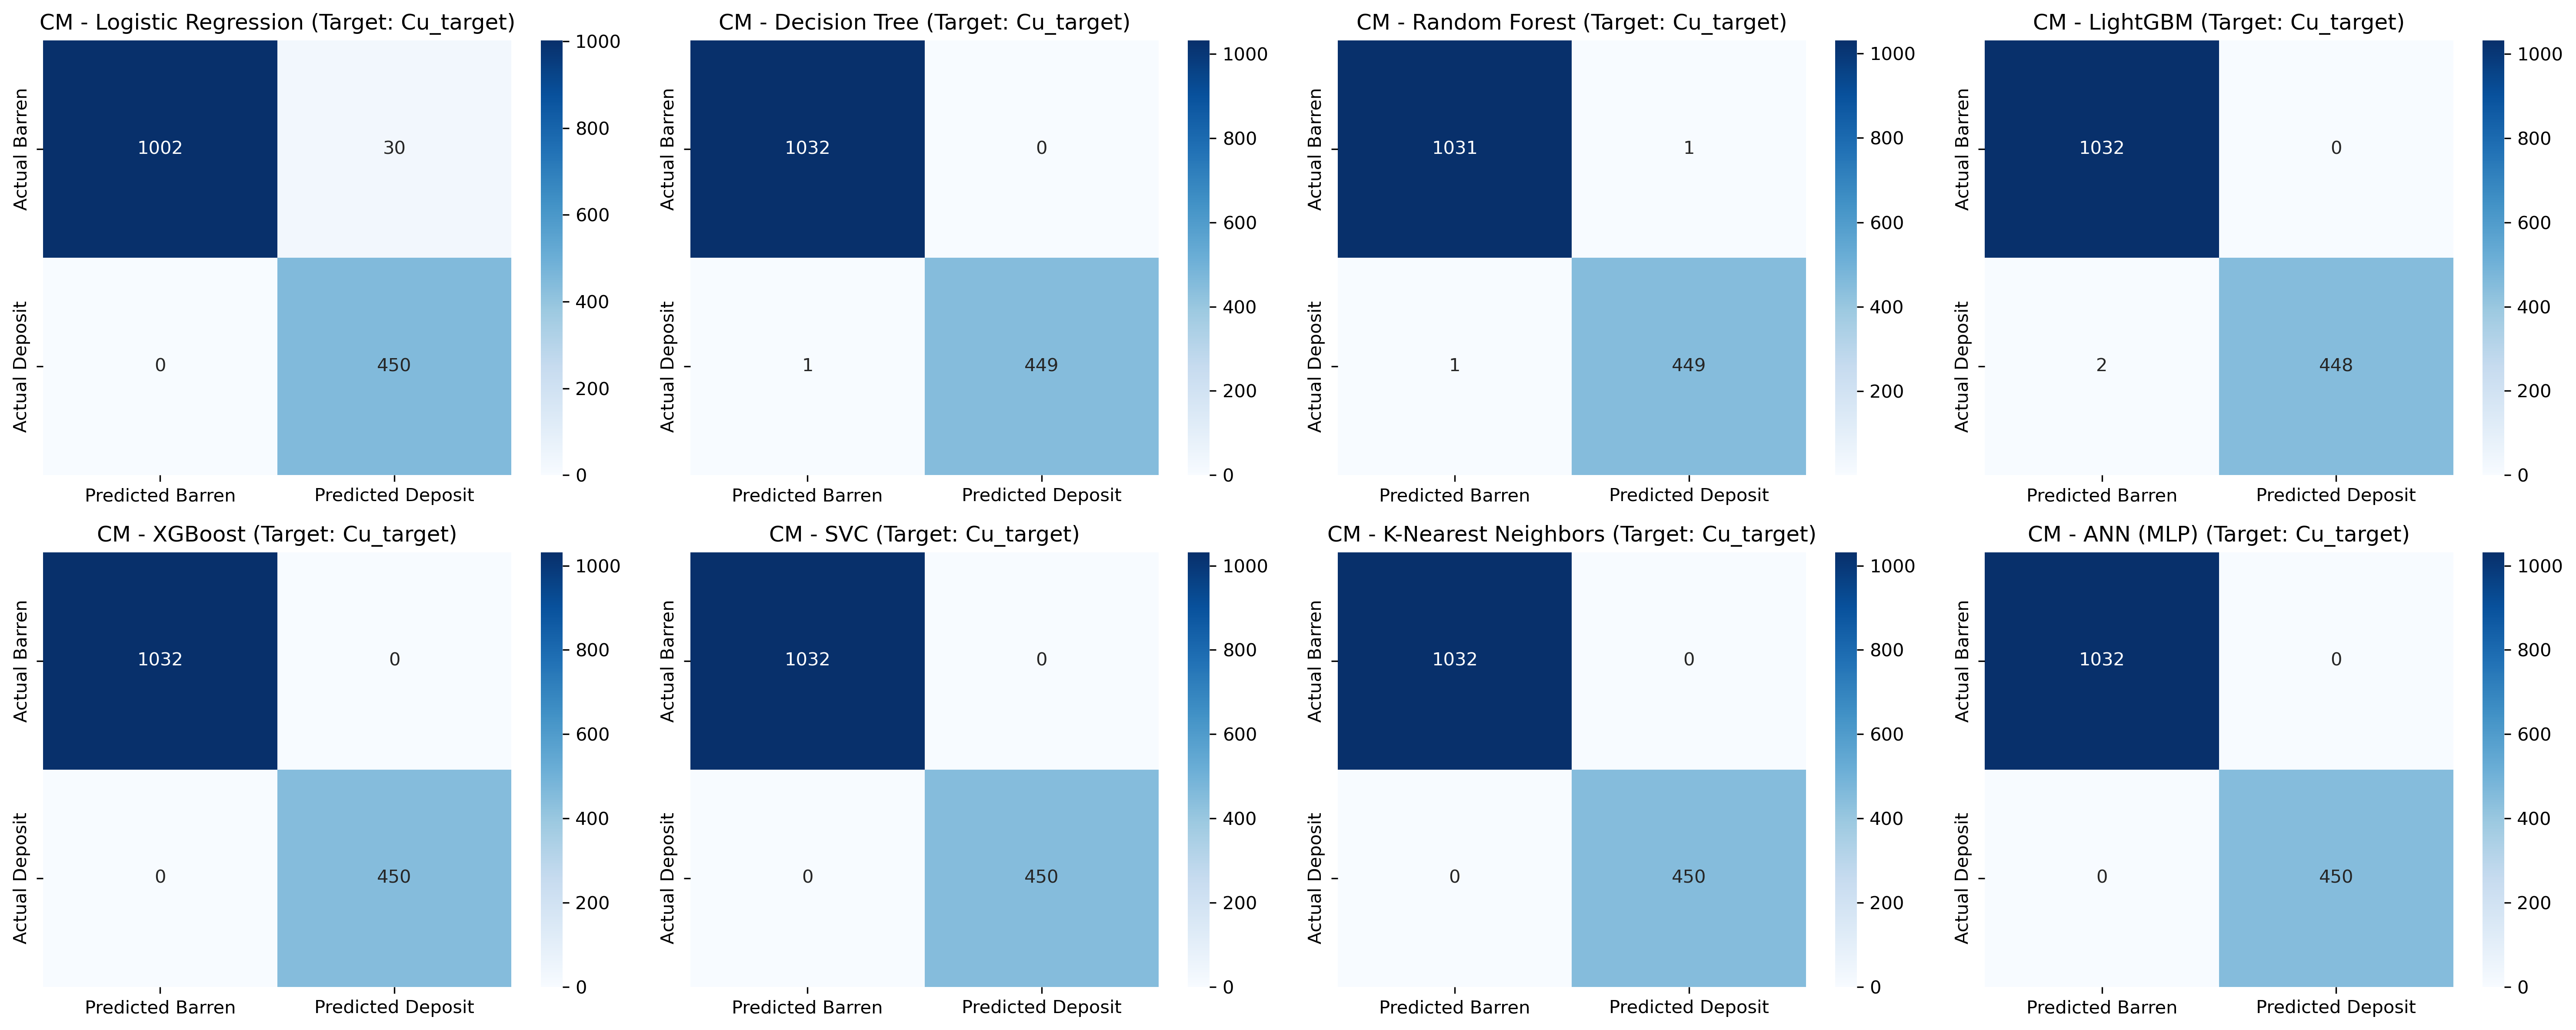 CM - Logistic Regression (Target: Cu_target)
Actual Barren
Actual Deposit
1002
30
0
450
Predicted Barren
Predicted Deposit
1000
800
600
400
200
0
CM - Decision Tree (Target: Cu_target)
Actual Barren
Actual Deposit
1032
0
1
449
Predicted Barren
Predicted Deposit
1000
800
600
400
200
0
CM - Random Forest (Target: Cu_target)
Actual Barren
Actual Deposit
1031
1
1
449
Predicted Barren
Predicted Deposit
1000
800
600
400
200
CM - LightGBM (Target: Cu_target)
Actual Barren
Actual Deposit
1032
0
2
448
Predicted Barren
Predicted Deposit
1000
800
600
400
200
0
CM - XGBoost (Target: Cu_target)
Actual Barren
Actual Deposit
1032
0
0
450
Predicted Barren
Predicted Deposit
1000
800
600
400
200
0
CM - SVC (Target: Cu_target)
Actual Barren
Actual Deposit
1032
0
0
450
Predicted Barren
Predicted Deposit
1000
800
600
400
200
0
CM - K-Nearest Neighbors (Target: Cu_target)
Actual Barren
Actual Deposit
1032
0
0
450
Predicted Barren
Predicted Deposit
1000
800
600
400
200
0
CM - ANN (MLP) (Target: Cu_target)
Actual Barren
Actual Deposit
1032
0
0
450
Predicted Barren
Predicted Deposit
1000
800
600
400
200
0